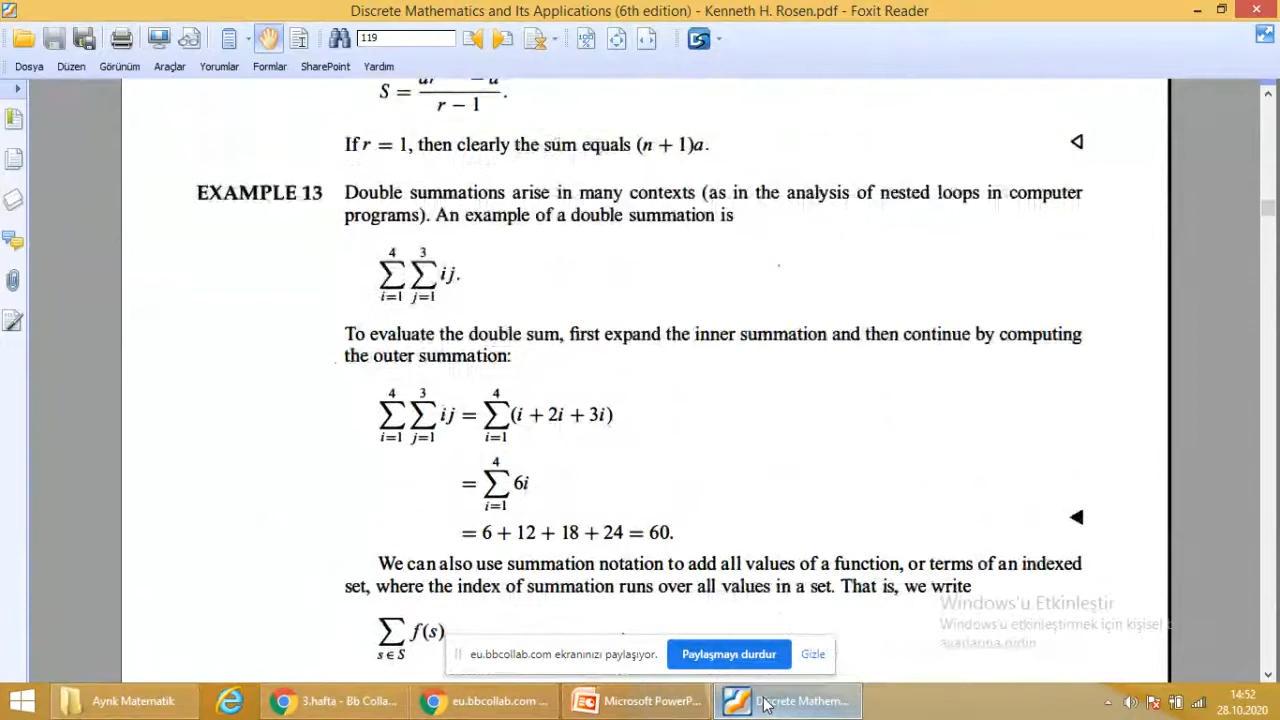 Discrete Mathematics and Its Applications (6th edition) - Kenneth H. Rosen.pdf - Foxit Reader
119
Dosya Düzen Görünüm Araçlar Yorumlar Formlar SharePoint Yardım
S = ―― .
r − 1
If r = 1, then clearly the sum equals (n + 1)a.
EXAMPLE 13 Double summations arise in many contexts (as in the analysis of nested loops in computer
programs). An example of a double summation is
4 3
∑ ∑ ij.
i=1 j=1
To evaluate the double sum, first expand the inner summation and then continue by computing
the outer summation:
4 3 4
∑ ∑ ij = ∑(i + 2i + 3i)
i=1 j=1 i=1
4
= ∑ 6i
i=1
= 6 + 12 + 18 + 24 = 60.
We can also use summation notation to add all values of a function, or terms of an indexed
set, where the index of summation runs over all values in a set. That is, we write
Windows'u Etkinleştir
Windows'u etkinleştirmek için kişisel
ayarlarına gidin
∑ f(s)
s∈S
eu.bbcollab.com ekranınızı paylaşıyor. Paylaşmayı durdur Gizle
Ayrık Matematik 3.hafta - Bb Colla... eu.bbcollab.com ... Microsoft PowerP... Discrete Mathem...
14:52
28.10.2020